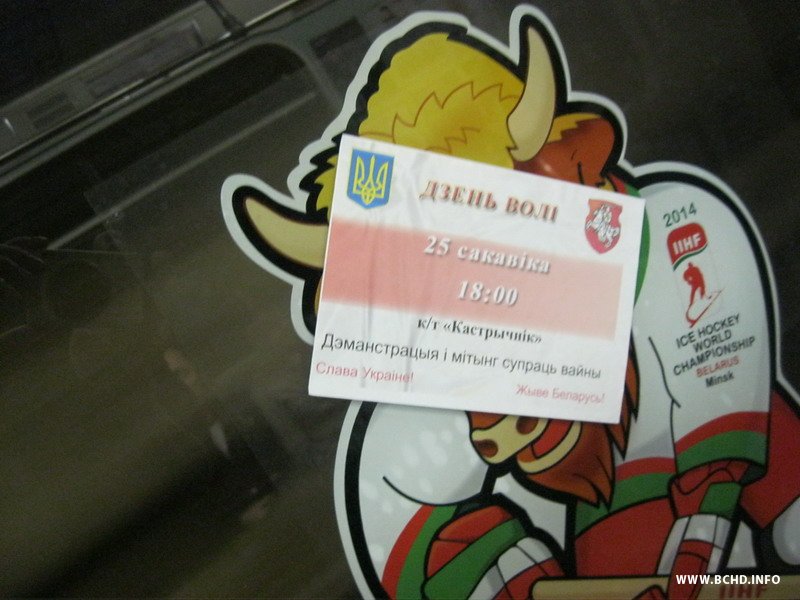 ДЗЕНЬ ВОЛІ
25 сакавіка
18:00
к/т «Кастрычнік»
Дэманстрацыя і мітынг супраць вайны
Слава Украіне!
Жыве Беларусь!
2014
IIHF
ICE HOCKEY
WORLD
CHAMPIONSHIP
BELARUS
Minsk
IIHF
WWW.BCHD.INFO